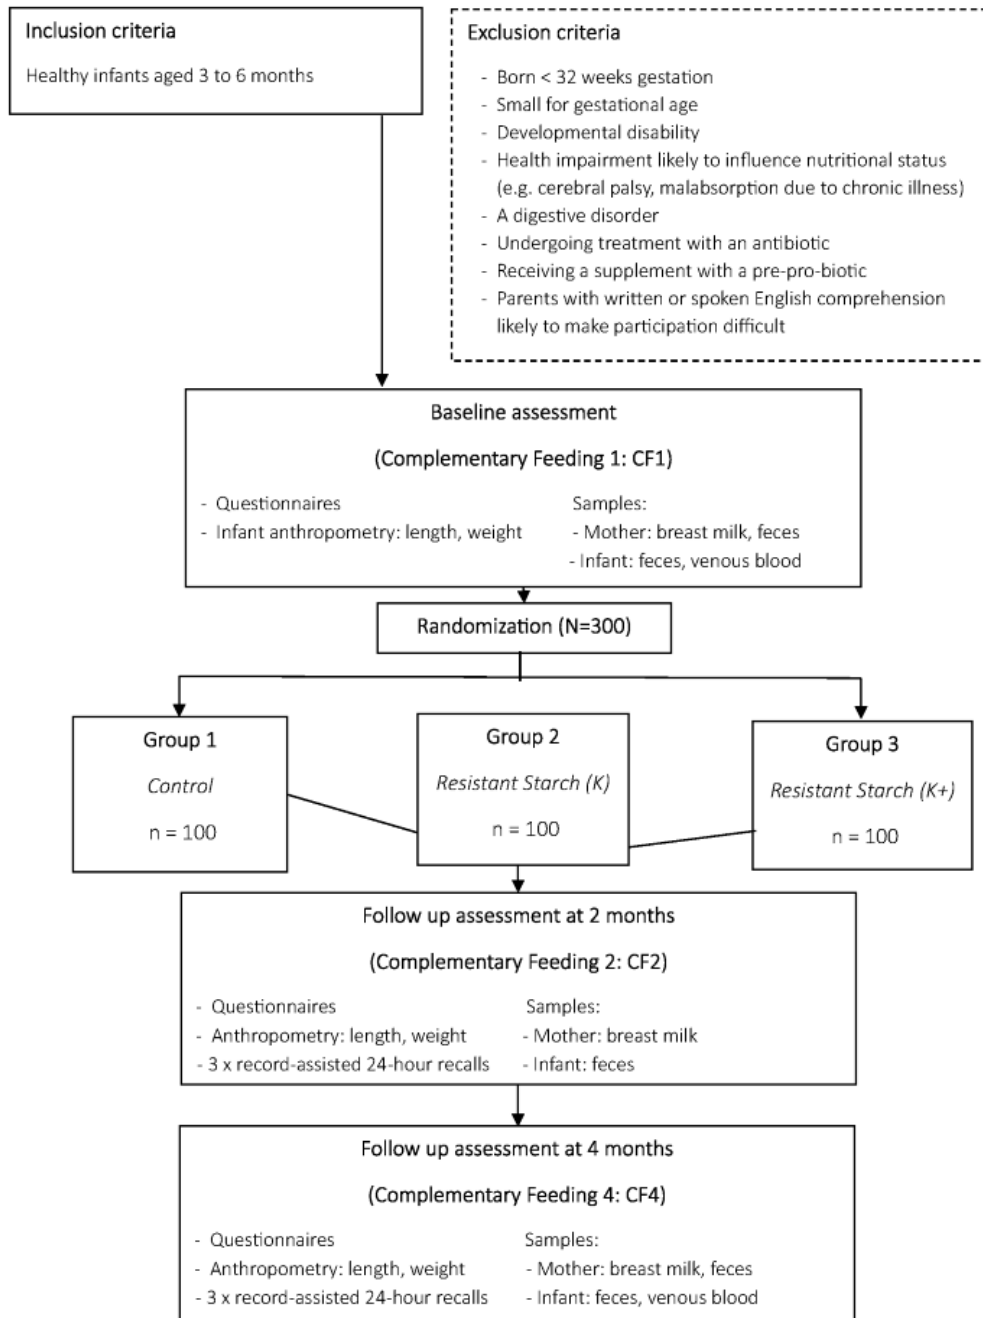 Inclusion criteria
Healthy infants aged 3 to 6 months
Exclusion criteria
- Born < 32 weeks gestation
- Small for gestational age
- Developmental disability
- Health impairment likely to influence nutritional status
(e.g. cerebral palsy, malabsorption due to chronic illness)
- A digestive disorder
- Undergoing treatment with an antibiotic
- Receiving a supplement with a pre-pro-biotic
- Parents with written or spoken English comprehension
likely to make participation difficult
Baseline assessment
(Complementary Feeding 1: CF1)
- Questionnaires
- Infant anthropometry: length, weight
Samples:
- Mother: breast milk, feces
- Infant: feces, venous blood
Randomization (N=300)
Group 1
Control
n = 100
Group 2
Resistant Starch (K)
n = 100
Group 3
Resistant Starch (K+)
n = 100
Follow up assessment at 2 months
(Complementary Feeding 2: CF2)
- Questionnaires
- Anthropometry: length, weight
- 3 x record-assisted 24-hour recalls
Samples:
- Mother: breast milk
- Infant: feces
Follow up assessment at 4 months
(Complementary Feeding 4: CF4)
- Questionnaires
- Anthropometry: length, weight
- 3 x record-assisted 24-hour recalls
Samples:
- Mother: breast milk, feces
- Infant: feces, venous blood